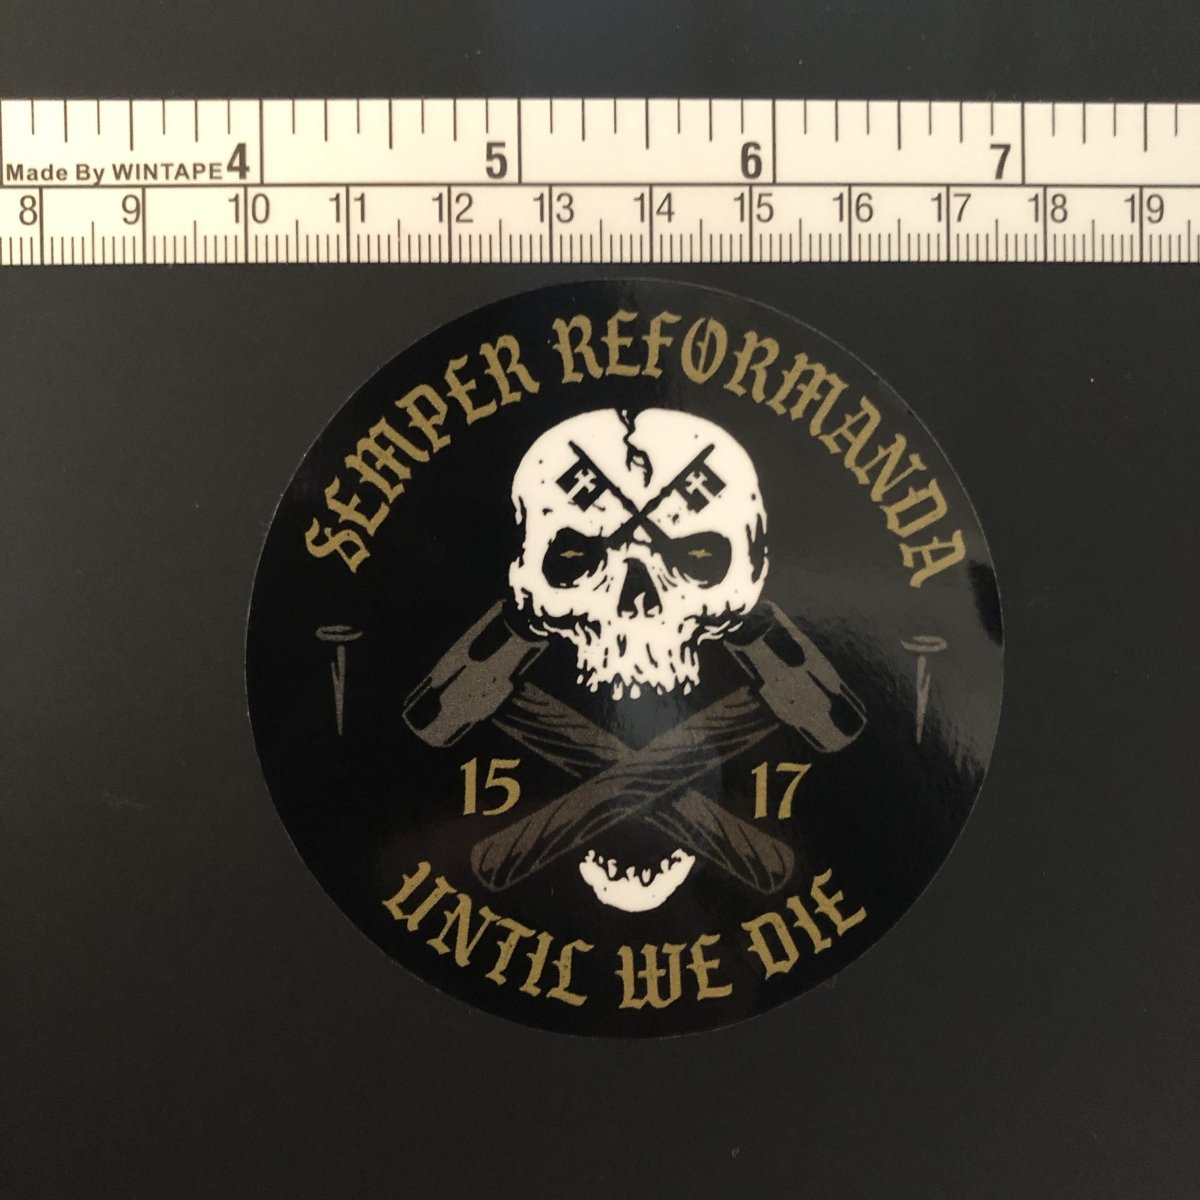 Made By WINTAPE 4 5 6 7
8 9 10 11 12 13 14 15 16 17 18 19
SEMPER REFORMANDA
15 17
UNTIL WE DIE